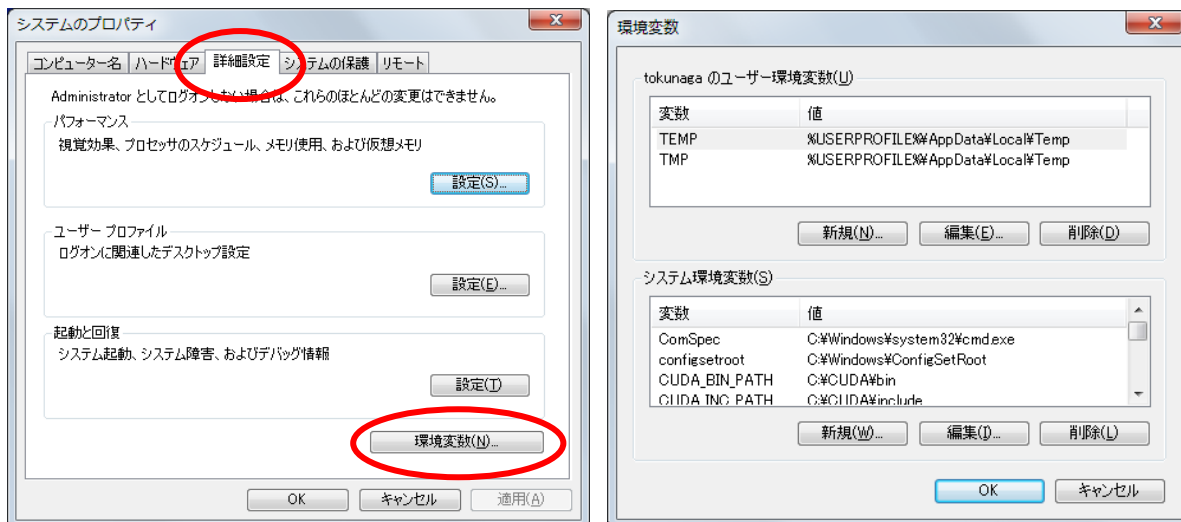 システムのプロパティ
コンピューター名 ハードウェア 詳細設定 システムの保護 リモート
Administrator としてログオンしない場合は、これらのほとんどの変更はできません。
パフォーマンス
視覚効果、プロセッサのスケジュール、メモリ使用、および仮想メモリ
設定(S)...
ユーザー プロファイル
ログオンに関連したデスクトップ設定
設定(E)...
起動と回復
システム起動、システム障害、およびデバッグ情報
設定(T)
環境変数(N)...
OK キャンセル 適用(A)
環境変数
tokunaga のユーザー環境変数(U)
変数 値
TEMP %USERPROFILE%¥AppData¥Local¥Temp
TMP %USERPROFILE%¥AppData¥Local¥Temp
新規(N)... 編集(E)... 削除(D)
システム環境変数(S)
変数 値
ComSpec C:¥Windows¥system32¥cmd.exe
configsetroot C:¥Windows¥ConfigSetRoot
CUDA_BIN_PATH C:¥CUDA¥bin
CUDA_INC_PATH C:¥CUDA¥include
新規(W)... 編集(I)... 削除(L)
OK キャンセル